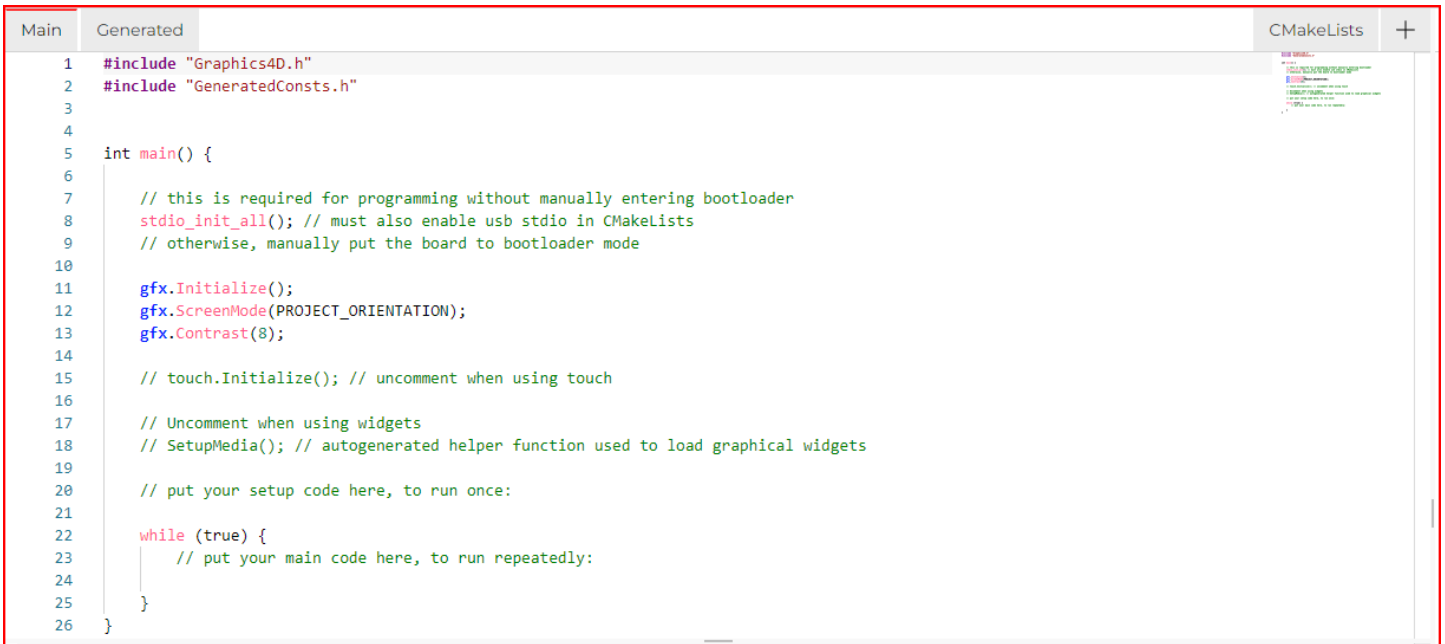 Main Generated CMakeLists +
1 #include "Graphics4D.h"
2 #include "GeneratedConsts.h"
3
4
5 int main() {
6
7 // this is required for programming without manually entering bootloader
8 stdio_init_all(); // must also enable usb stdio in CMakeLists
9 // otherwise, manually put the board to bootloader mode
10
11 gfx.Initialize();
12 gfx.ScreenMode(PROJECT_ORIENTATION);
13 gfx.Contrast(8);
14
15 // touch.Initialize(); // uncomment when using touch
16
17 // Uncomment when using widgets
18 // SetupMedia(); // autogenerated helper function used to load graphical widgets
19
20 // put your setup code here, to run once:
21
22 while (true) {
23 // put your main code here, to run repeatedly:
24
25 }
26 }